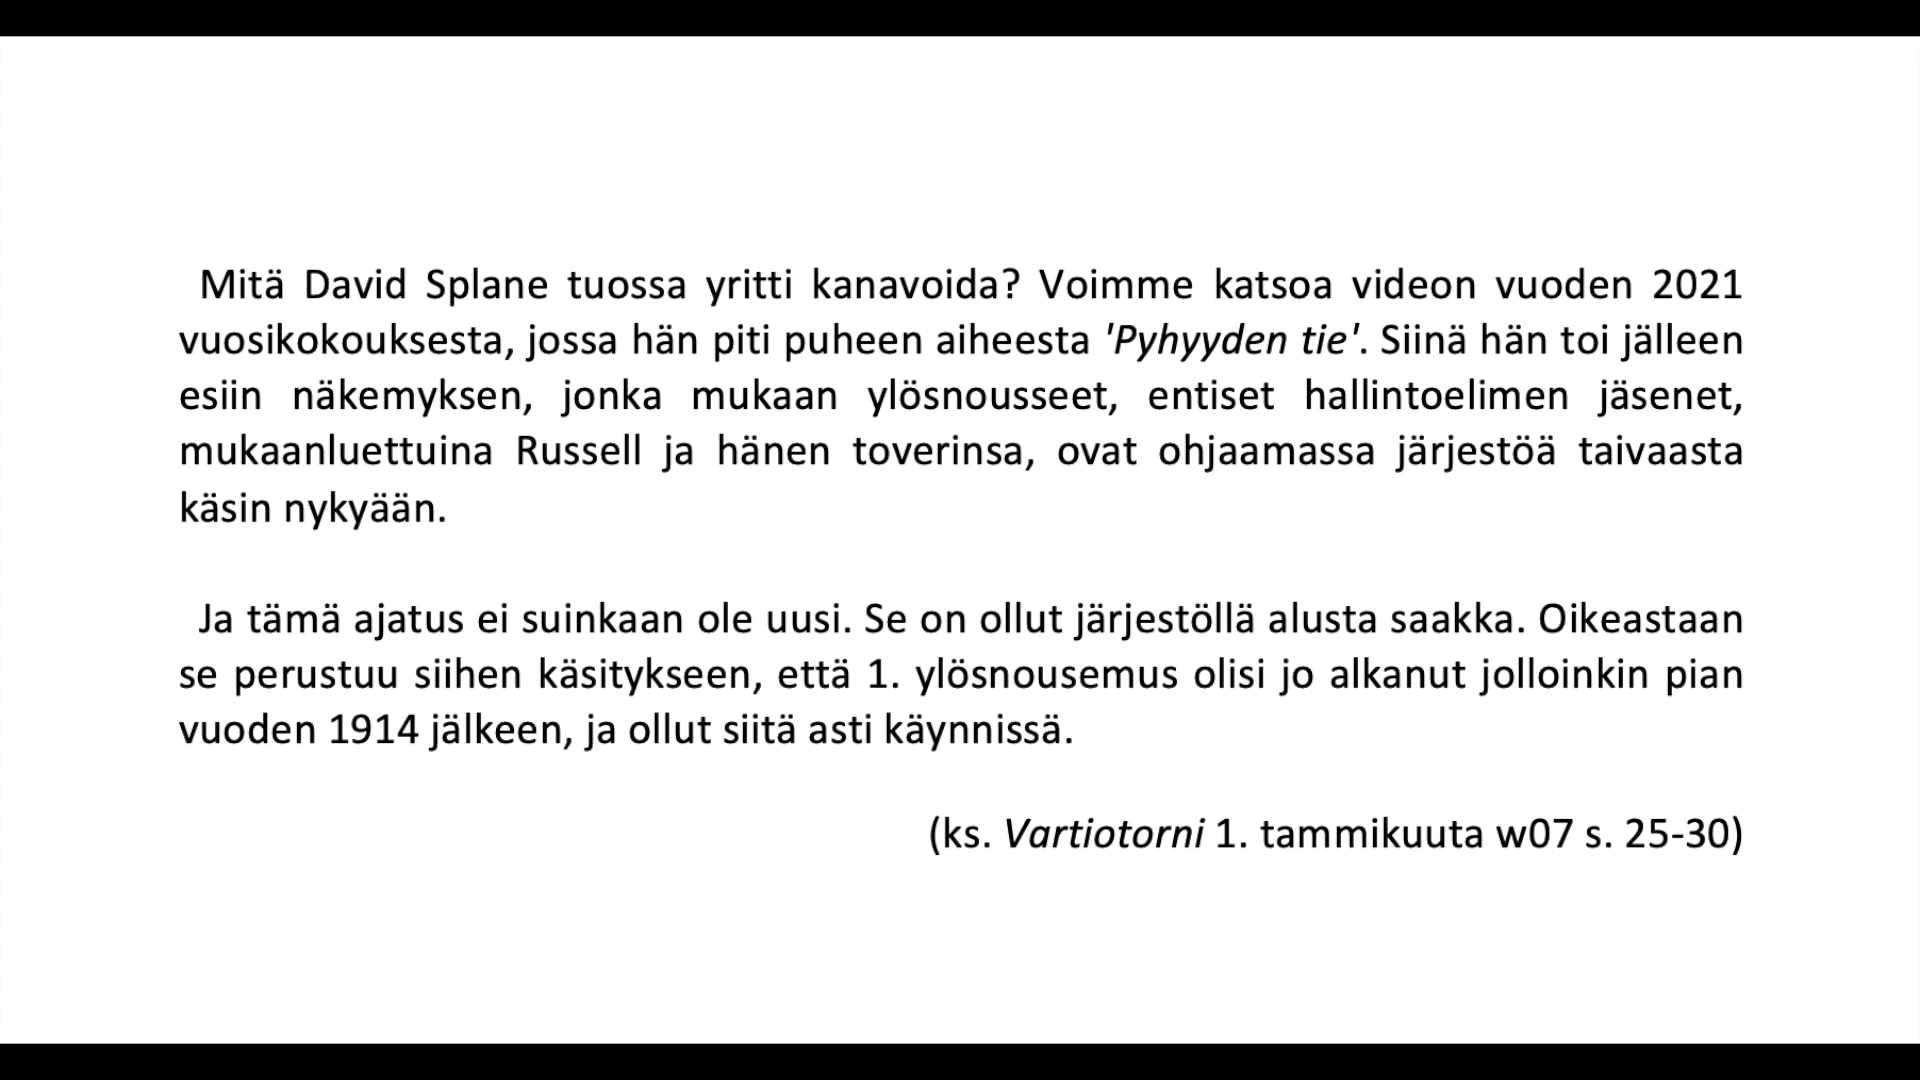 Mitä David Splane tuossa yritti kanavoida? Voimme katsoa videon vuoden 2021
vuosikokouksesta, jossa hän piti puheen aiheesta 'Pyhyyden tie'. Siinä hän toi jälleen
esiin näkemyksen, jonka mukaan ylösnousseet, entiset hallintoelimen jäsenet,
mukaanluettuina Russell ja hänen toverinsa, ovat ohjaamassa järjestöä taivaasta
käsin nykyään.
Ja tämä ajatus ei suinkaan ole uusi. Se on ollut järjestöllä alusta saakka. Oikeastaan
se perustuu siihen käsitykseen, että 1. ylösnousemus olisi jo alkanut jolloinkin pian
vuoden 1914 jälkeen, ja ollut siitä asti käynnissä.
(ks. Vartiotorni 1. tammikuuta w07 s. 25-30)